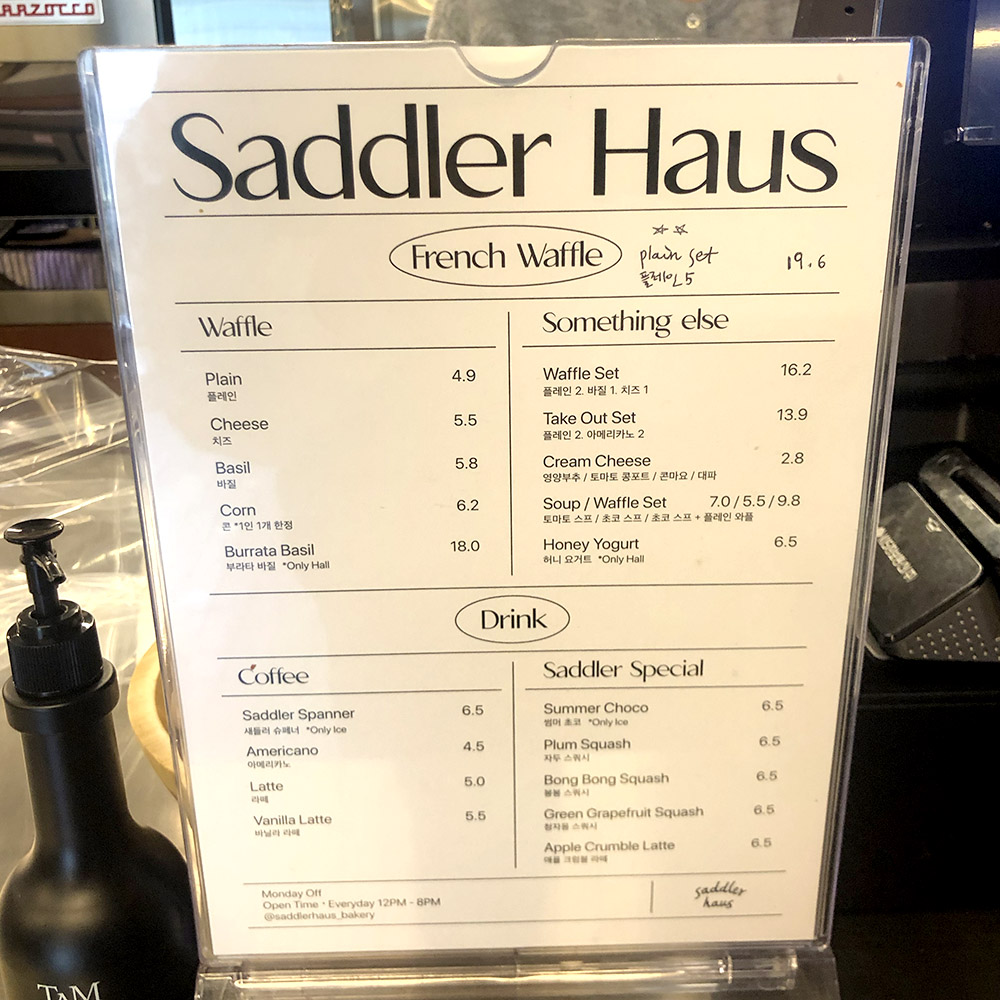 ARZOCCO
Saddler Haus
French Waffle
plain set 19.6
플레인 5
Waffle
Plain 4.9
플레인
Cheese 5.5
치즈
Basil 5.8
바질
Corn 6.2
콘 *1인 1개 한정
Burrata Basil 18.0
부라타 바질 *Only Hall
Something else
Waffle Set 16.2
플레인 2. 바질 1. 치즈 1
Take Out Set 13.9
플레인 2. 아메리카노 2
Cream Cheese 2.8
영양부추 / 토마토 콩포트 / 콘마요 / 대파
Soup / Waffle Set 7.0 / 5.5 / 9.8
토마토 스프 / 초코 스프 / 초코 스프 + 플레인 와플
Honey Yogurt 6.5
허니 요거트 *Only Hall
Drink
Coffee
Saddler Spanner 6.5
새들러 슈페너 *Only Ice
Americano 4.5
아메리카노
Latte 5.0
라떼
Vanilla Latte 5.5
바닐라 라떼
Saddler Special
Summer Choco 6.5
썸머 초코 *Only Ice
Plum Squash 6.5
자두 스쿼시
Bong Bong Squash 6.5
봉봉 스쿼시
Green Grapefruit Squash 6.5
청자몽 스쿼시
Apple Crumble Latte 6.5
애플 크럼블 라떼
Monday Off
Open Time • Everyday 12PM - 8PM
@saddlerhaus_bakery
saddler
haus
TAM